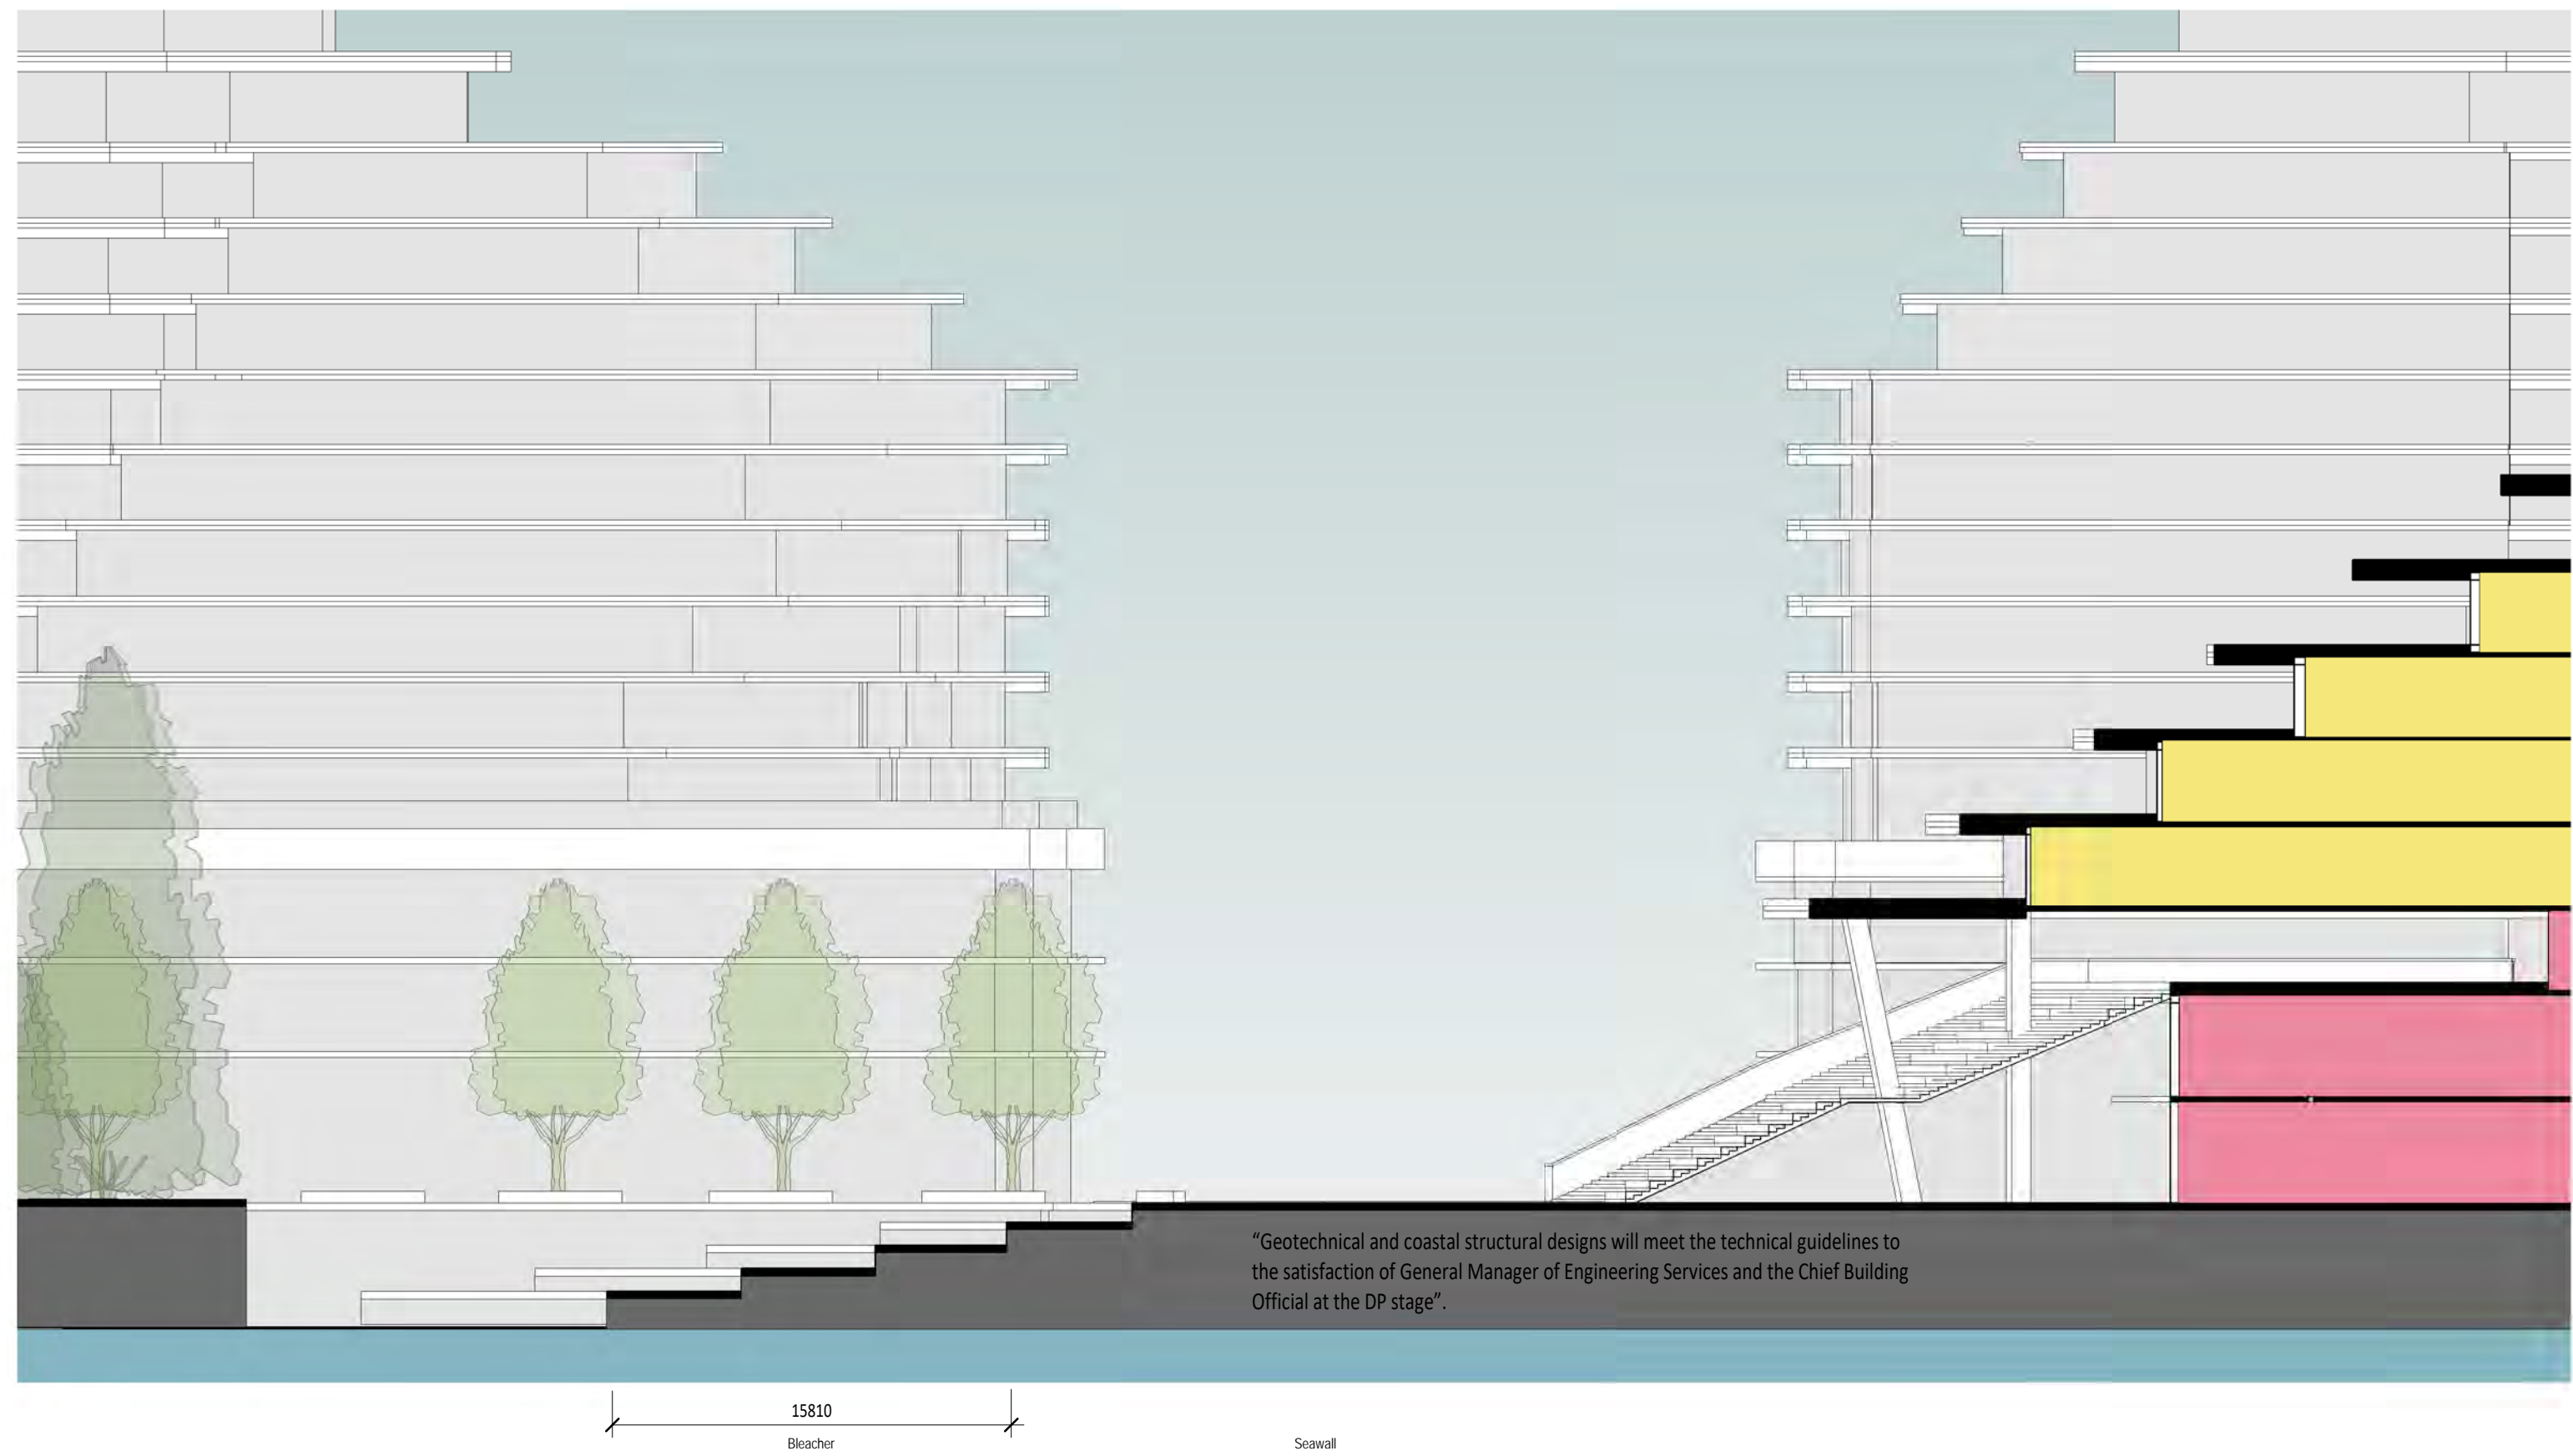 “Geotechnical and coastal structural designs will meet the technical guidelines to
the satisfaction of General Manager of Engineering Services and the Chief Building
Official at the DP stage”.
15810
Bleacher
Seawall